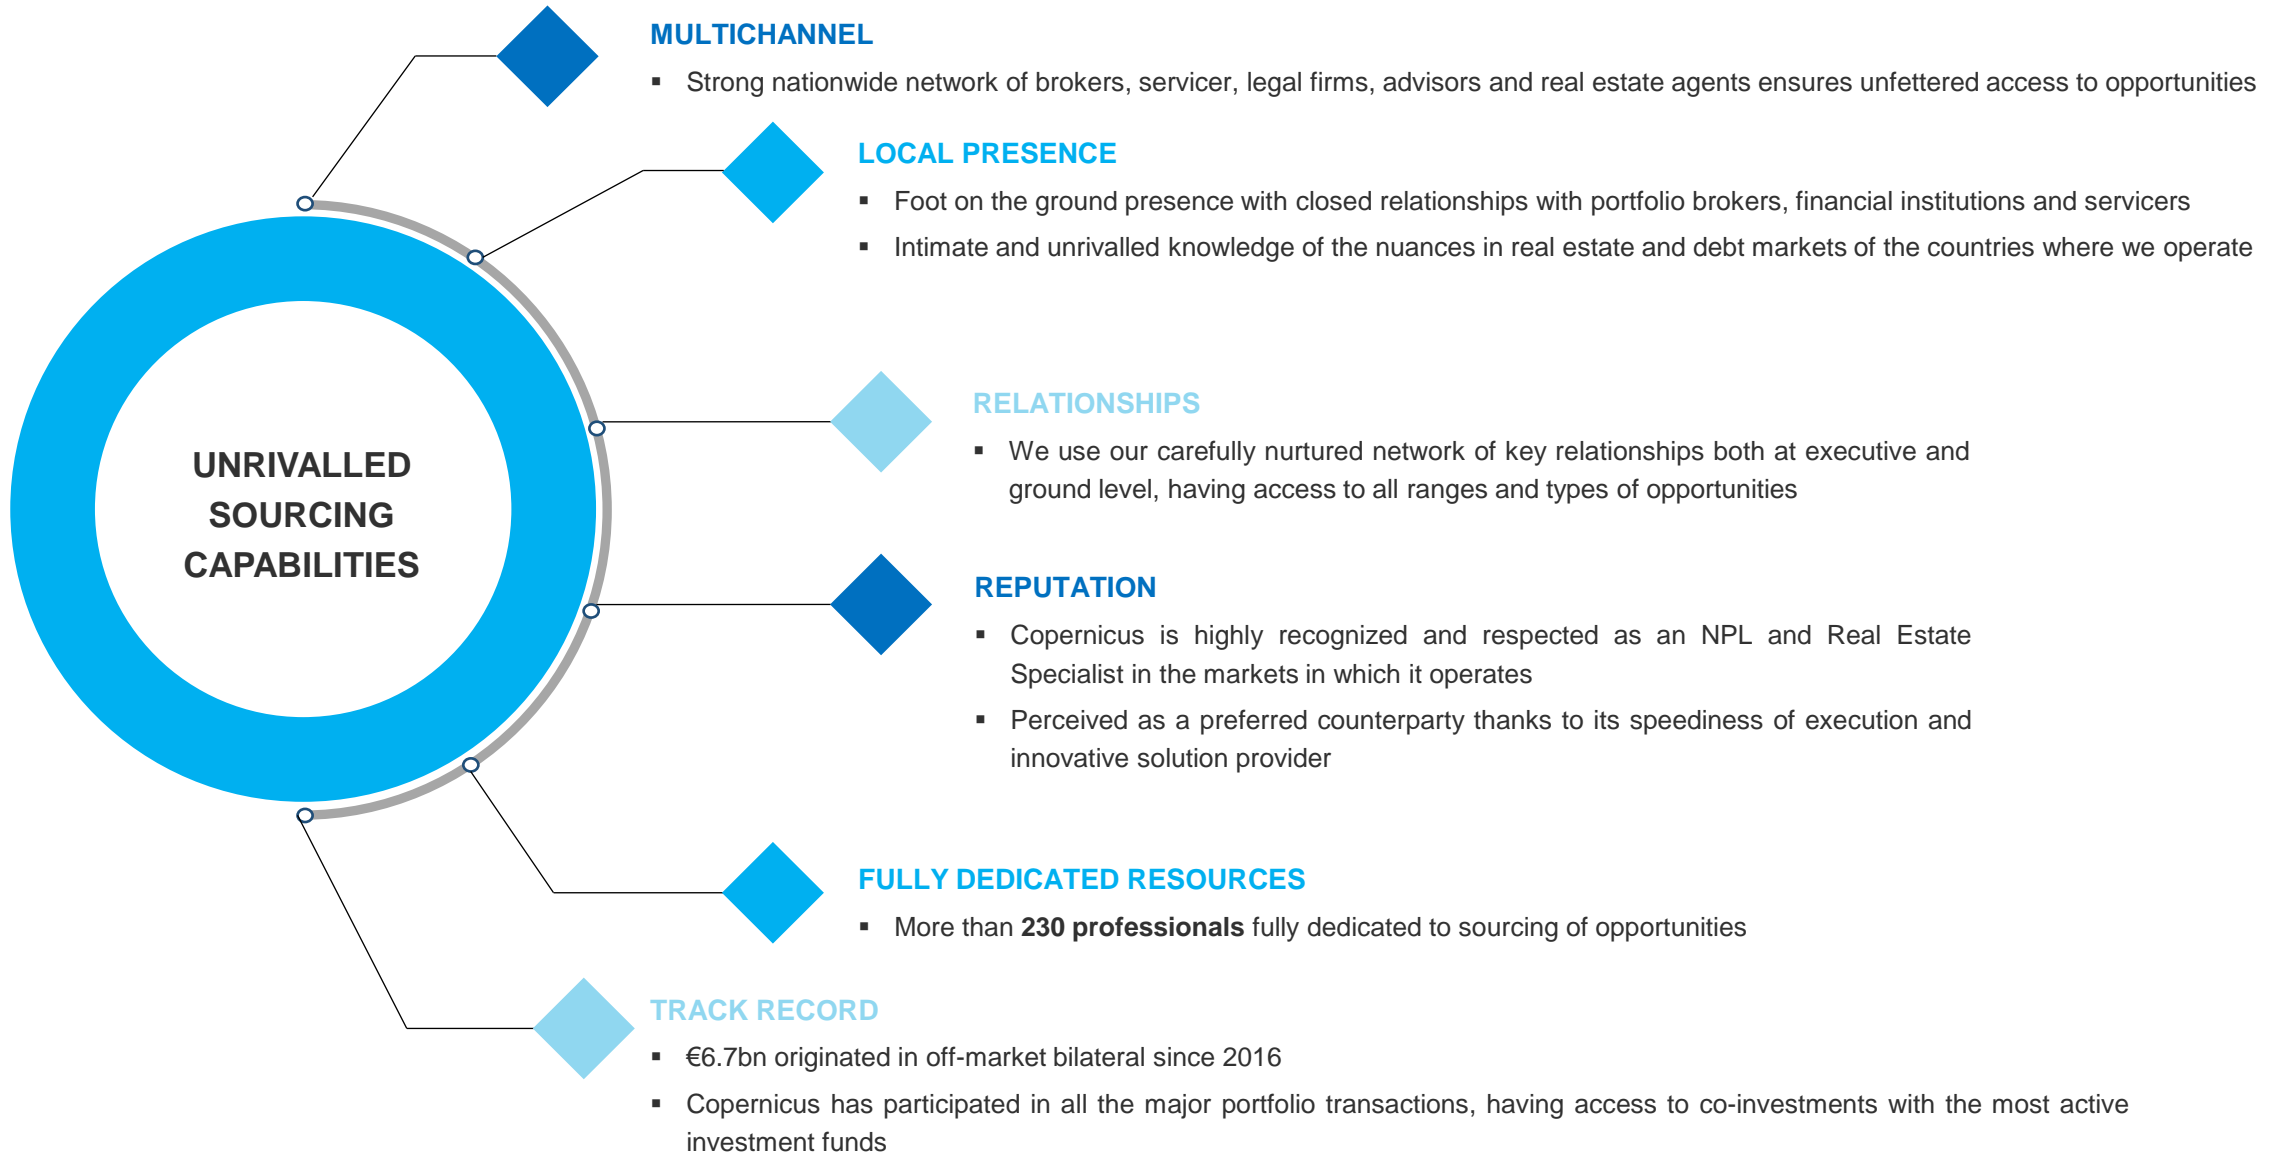 MULTICHANNEL
▪ Strong nationwide network of brokers, servicer, legal firms, advisors and real estate agents ensures unfettered access to opportunities
LOCAL PRESENCE
▪ Foot on the ground presence with closed relationships with portfolio brokers, financial institutions and servicers
▪ Intimate and unrivalled knowledge of the nuances in real estate and debt markets of the countries where we operate
UNRIVALLED
SOURCING
CAPABILITIES
RELATIONSHIPS
▪ We use our carefully nurtured network of key relationships both at executive and
ground level, having access to all ranges and types of opportunities
REPUTATION
▪ Copernicus is highly recognized and respected as an NPL and Real Estate
Specialist in the markets in which it operates
▪ Perceived as a preferred counterparty thanks to its speediness of execution and
innovative solution provider
FULLY DEDICATED RESOURCES
▪ More than 230 professionals fully dedicated to sourcing of opportunities
TRACK RECORD
▪ €6.7bn originated in off-market bilateral since 2016
▪ Copernicus has participated in all the major portfolio transactions, having access to co-investments with the most active
investment funds